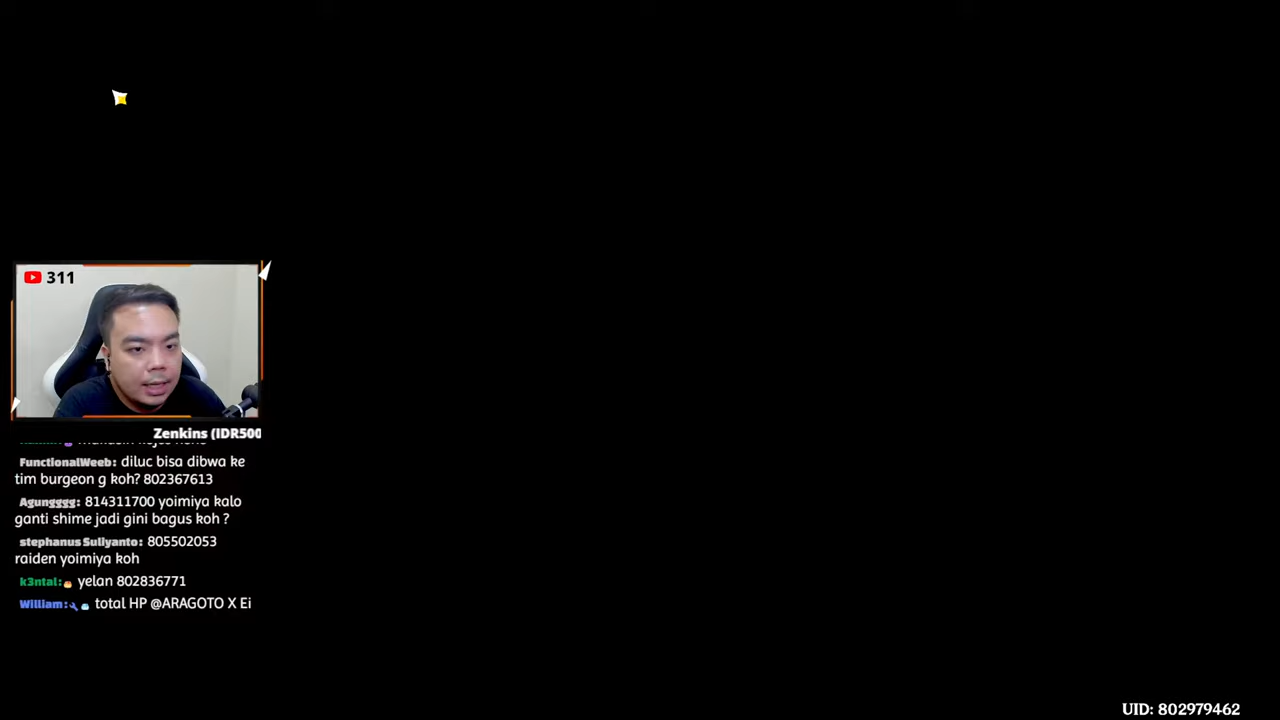 311
Zenkins (IDR500
FunctionalWeeb: diluc bisa dibwa ke
tim burgeon g koh? 802367613
Agungggg: 814311700 yoimiya kalo
ganti shime jadi gini bagus koh ?
stephanus Suliyanto: 805502053
raiden yoimiya koh
k3ntal: yelan 802836771
William: total HP @ARAGOTO X Ei
UID: 802979462